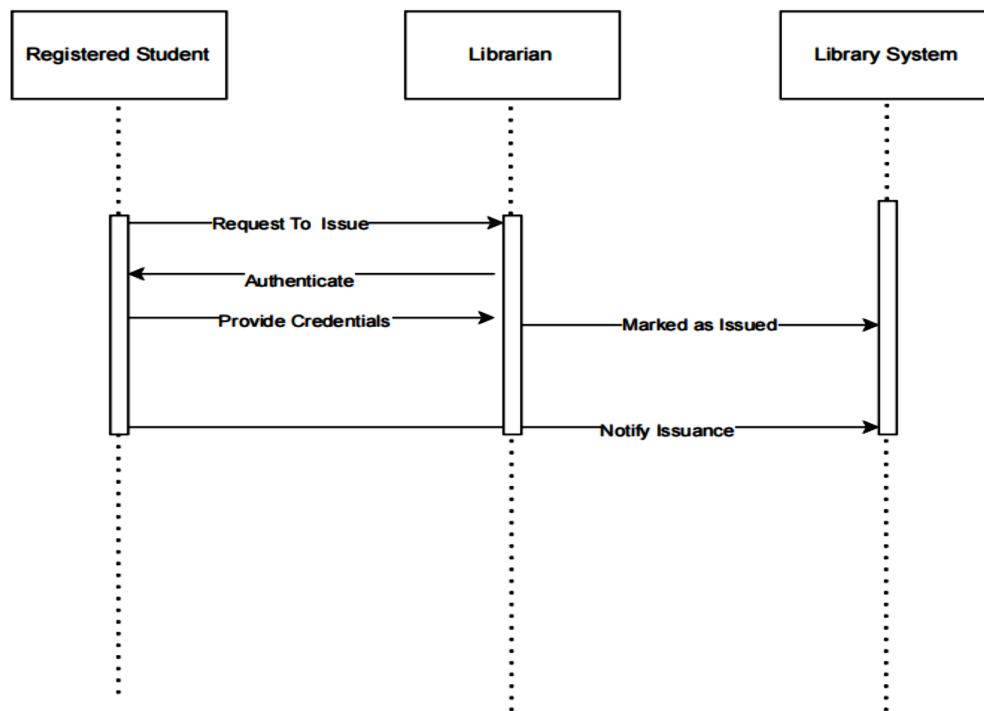 Registered Student
Librarian
Library System
Request To Issue
Authenticate
Provide Credentials
Marked as Issued
Notify Issuance